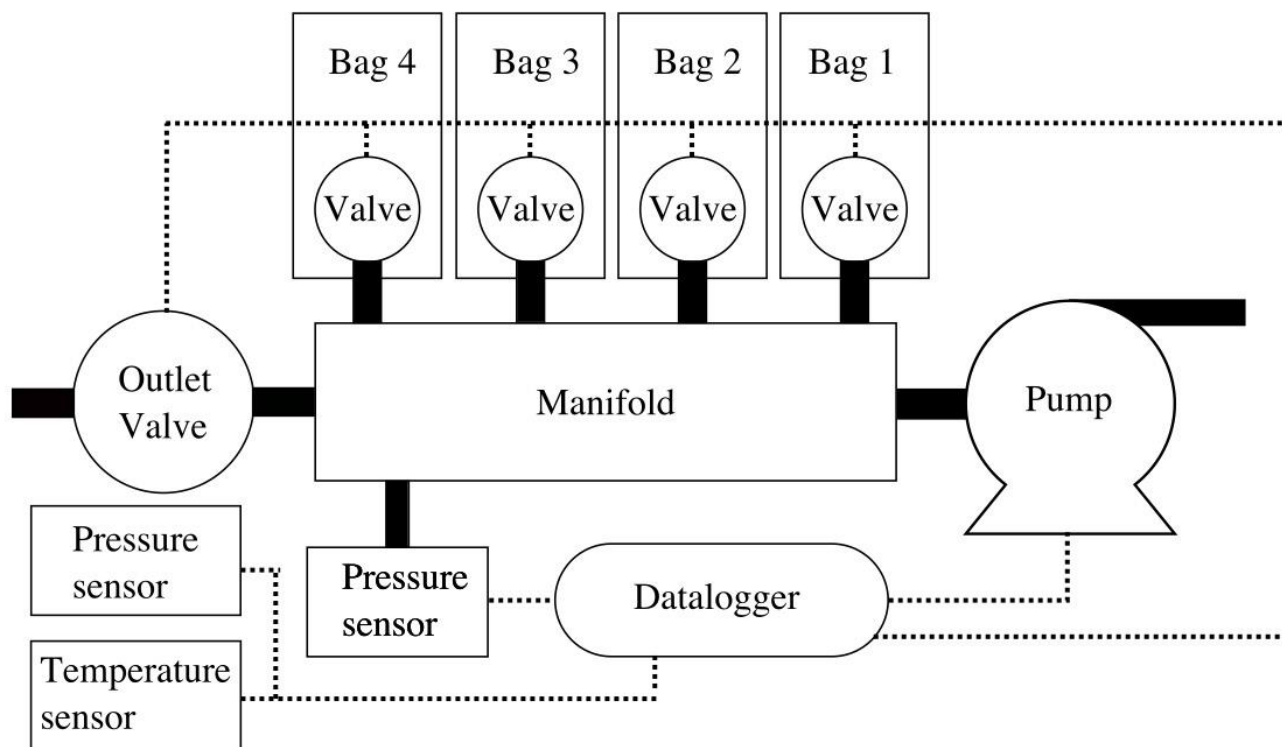 Bag 4
Bag 3
Bag 2
Bag 1
Valve
Valve
Valve
Valve
Outlet
Valve
Manifold
Pump
Pressure
sensor
Pressure
sensor
Datalogger
Temperature
sensor